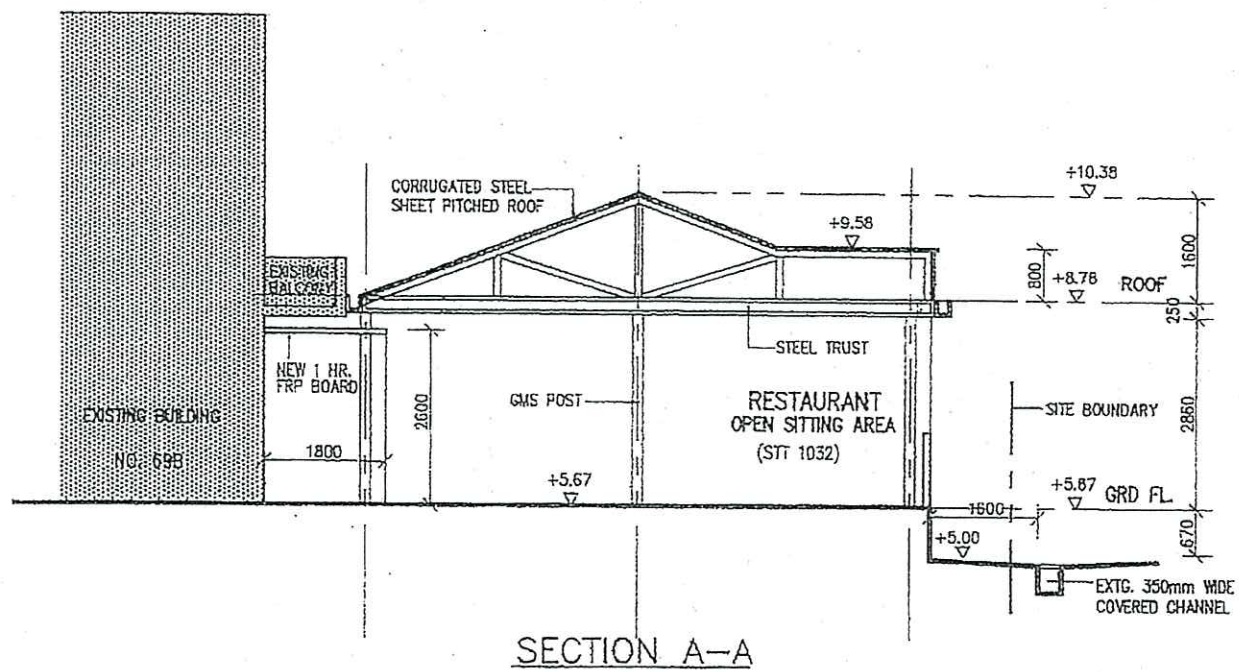 +10.38
CORRUGATED STEEL
SHEET PITCHED ROOF
+9.58
1600
EXISTING
BALCONY
800
+8.78
ROOF
250
STEEL TRUST
NEW 1 HR.
FRP BOARD
2600
GMS POST
RESTAURANT
OPEN SITTING AREA
(STT 1032)
SITE BOUNDARY
2860
EXISTING BUILDING
NO. 69B
1800
+5.67
+5.67
GRD FL.
1600
670
+5.00
EXTG. 350mm WIDE
COVERED CHANNEL
SECTION A-A